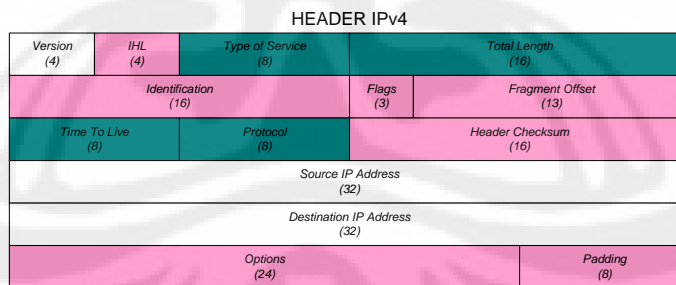 HEADER IPv4
Version IHL Type of Service Total Length
(4) (4) (8) (16)
Identification Flags Fragment Offset
(16) (3) (13)
Time To Live Protocol Header Checksum
(8) (8) (16)
Source IP Address
(32)
Destination IP Address
(32)
Options Padding
(24) (8)